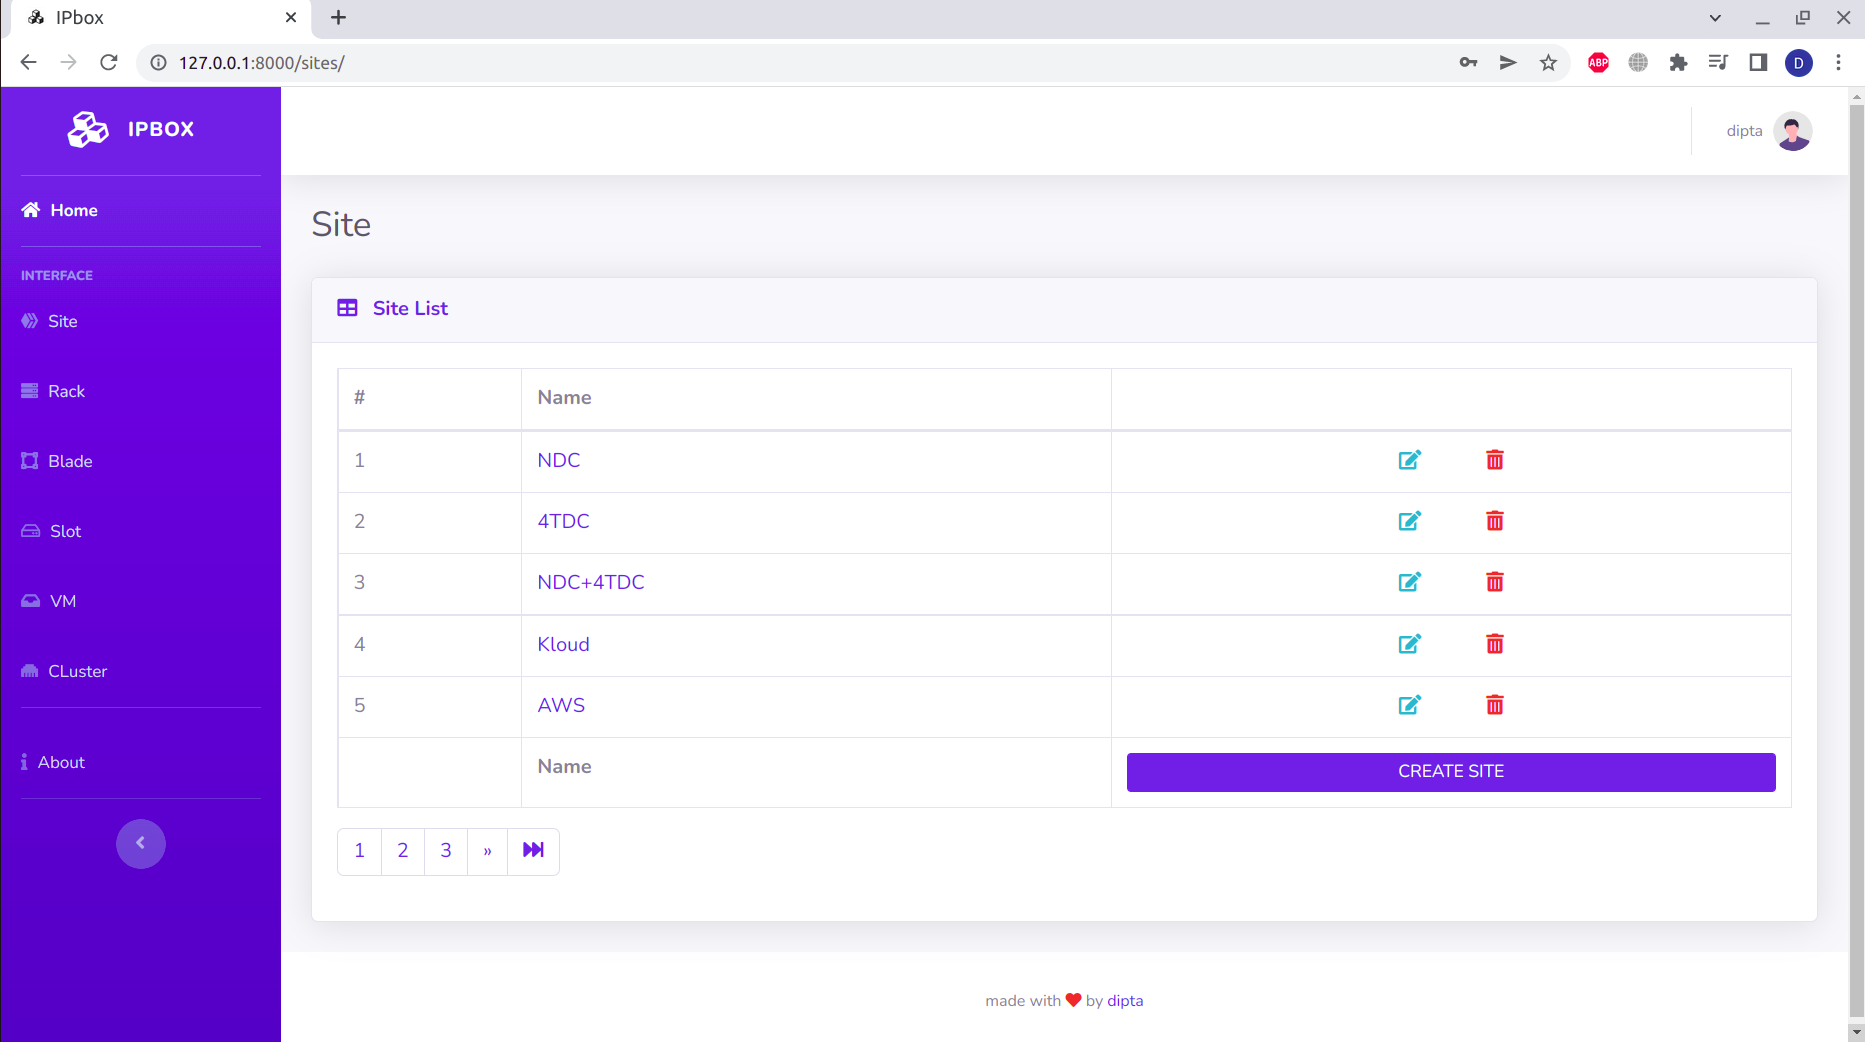 IPbox
127.0.0.1:8000/sites/
ABP
D
IPBOX
dipta
Home
INTERFACE
Site
Rack
Blade
Slot
VM
CLuster
About
Site
Site List
# Name
1 NDC
2 4TDC
3 NDC+4TDC
4 Kloud
5 AWS
Name CREATE SITE
1 2 3 »
made with ❤ by dipta